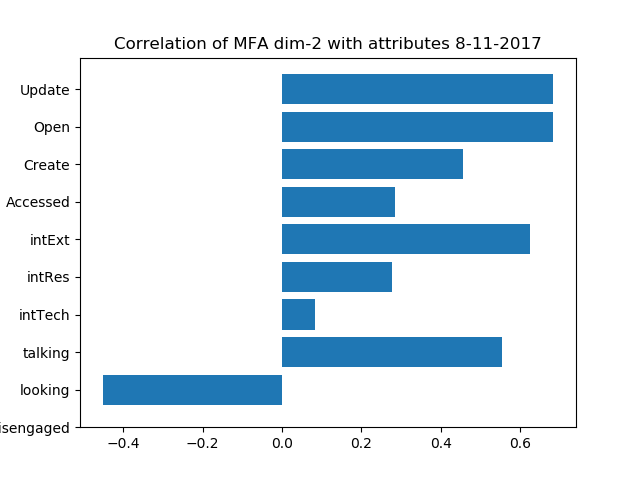 Correlation of MFA dim-2 with attributes 8-11-2017
Update
Open
Create
Accessed
intExt
intRes
intTech
talking
looking
isengaged
−0.4 −0.2 0.0 0.2 0.4 0.6